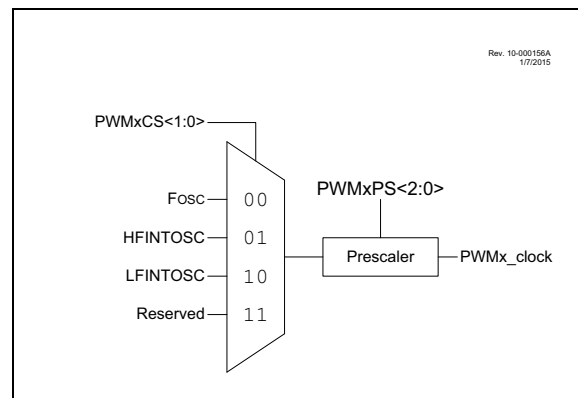 Rev. 10-000156A
1/7/2015
PWMxCS<1:0>
PWMxPS<2:0>
FOSC 00
HFINTOSC 01
LFINTOSC 10
Reserved 11
Prescaler
PWMx_clock